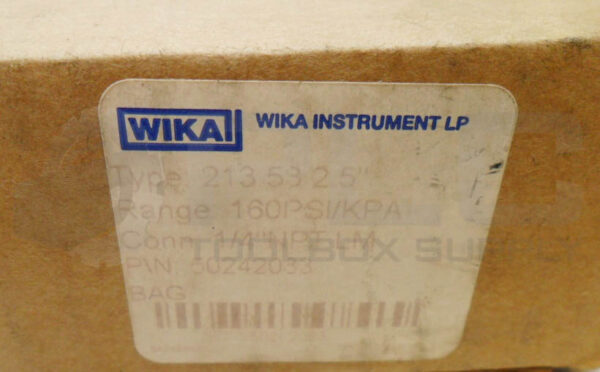 WIKA
WIKA INSTRUMENT LP
Type 213.53 2.5"
Range 160PSI/KPA
Conn 1/4"NPT LM
P\N 50242033
BAG
TOOLBOX SUPPLY